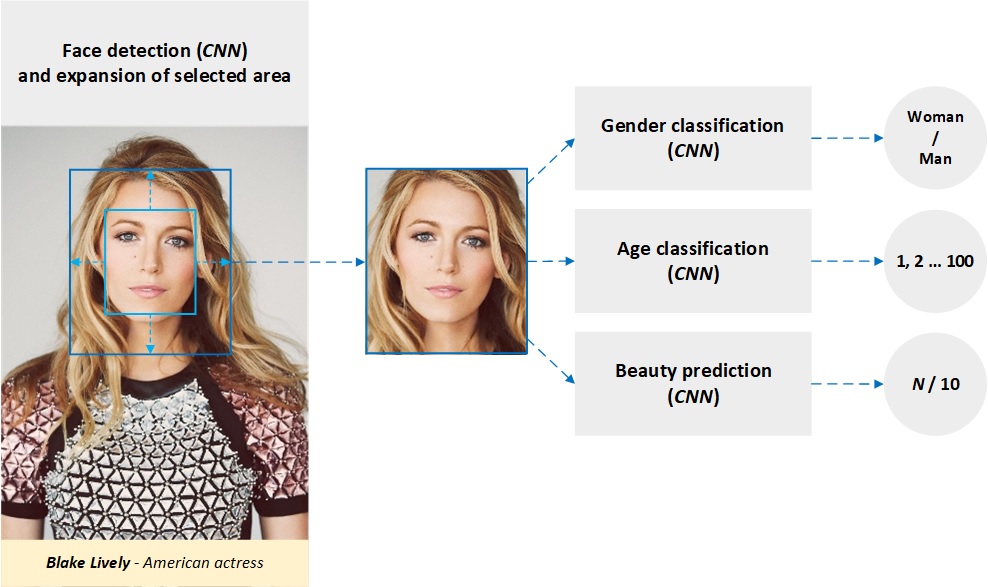 Face detection (CNN)
and expansion of selected area
Blake Lively - American actress
Gender classification
(CNN)
Woman
/
Man
Age classification
(CNN)
1, 2 ... 100
Beauty prediction
(CNN)
N / 10